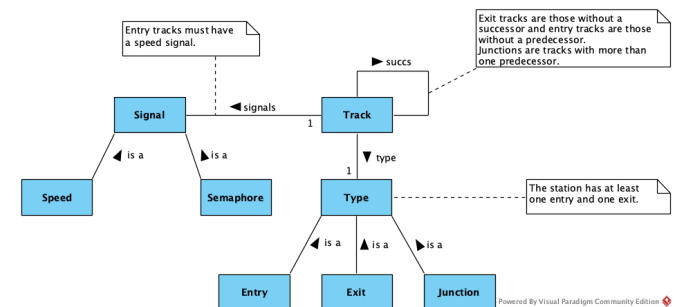 Entry tracks must have
a speed signal.
Exit tracks are those without a
successor and entry tracks are those
without a predecessor.
Junctions are tracks with more than
one predecessor.
succs
Signal
signals
1
Track
is a
is a
type
1
Speed
Semaphore
Type
The station has at least
one entry and one exit.
is a
is a
is a
Entry
Exit
Junction
Powered By Visual Paradigm Community Edition